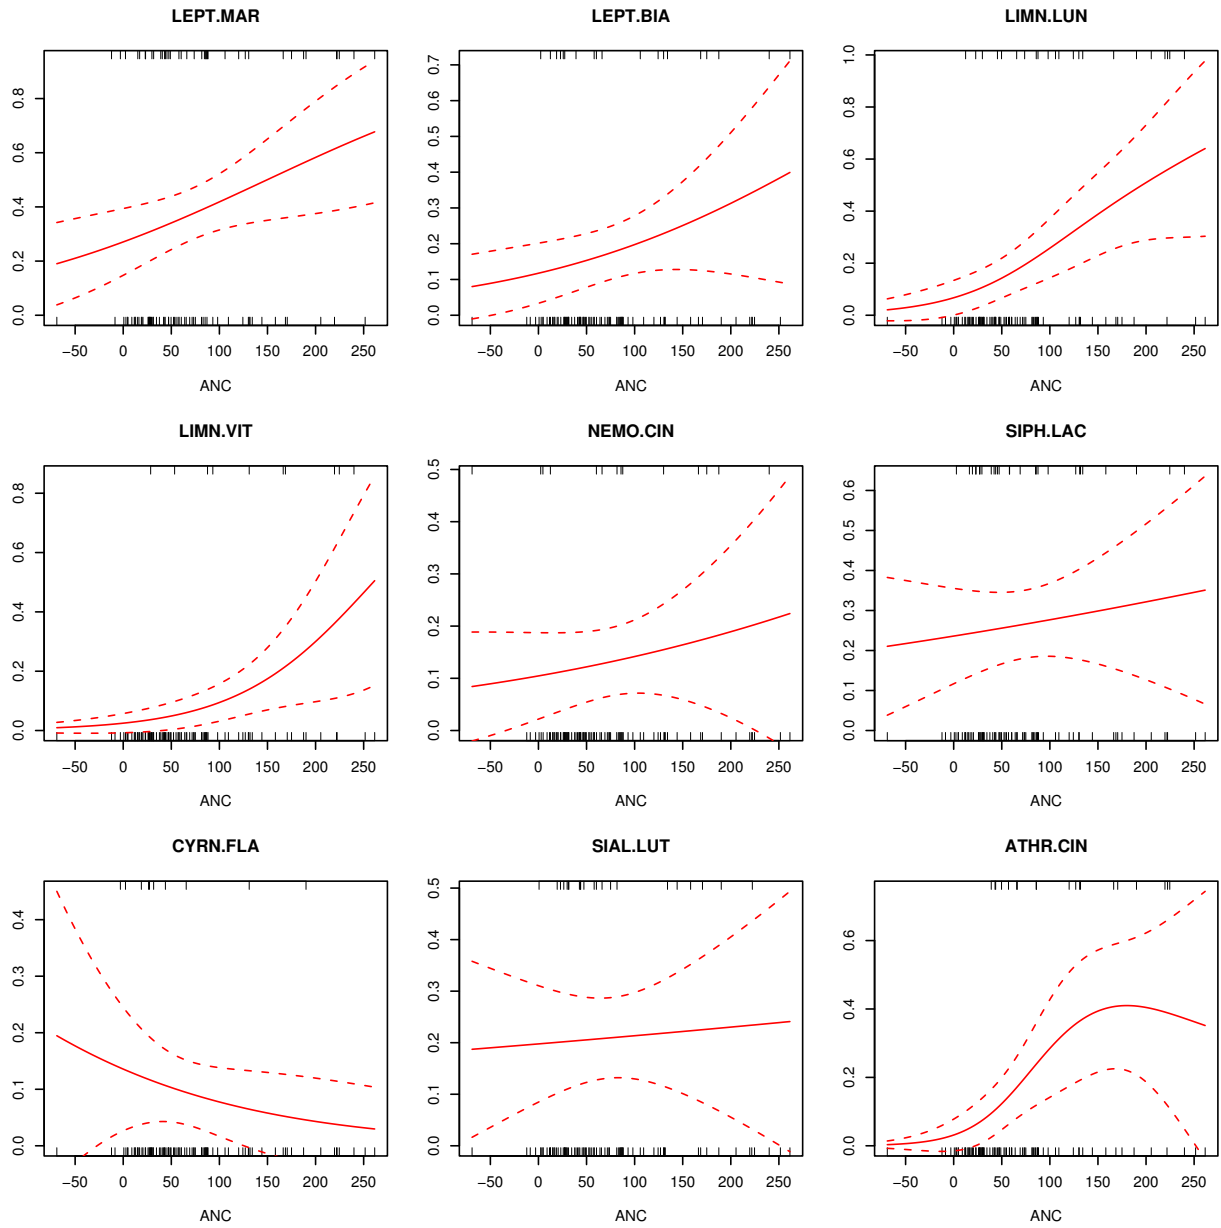 LEPT.MAR
0.0 0.2 0.4 0.6 0.8
−50 0 50 100 150 200 250
ANC
LEPT.BIA
0.0 0.1 0.2 0.3 0.4 0.5 0.6 0.7
−50 0 50 100 150 200 250
ANC
LIMN.LUN
0.0 0.2 0.4 0.6 0.8 1.0
−50 0 50 100 150 200 250
ANC
LIMN.VIT
0.0 0.2 0.4 0.6 0.8
−50 0 50 100 150 200 250
ANC
NEMO.CIN
0.0 0.1 0.2 0.3 0.4 0.5
−50 0 50 100 150 200 250
ANC
SIPH.LAC
0.0 0.1 0.2 0.3 0.4 0.5 0.6
−50 0 50 100 150 200 250
ANC
CYRN.FLA
0.0 0.1 0.2 0.3 0.4
−50 0 50 100 150 200 250
ANC
SIAL.LUT
0.0 0.1 0.2 0.3 0.4 0.5
−50 0 50 100 150 200 250
ANC
ATHR.CIN
0.0 0.2 0.4 0.6
−50 0 50 100 150 200 250
ANC